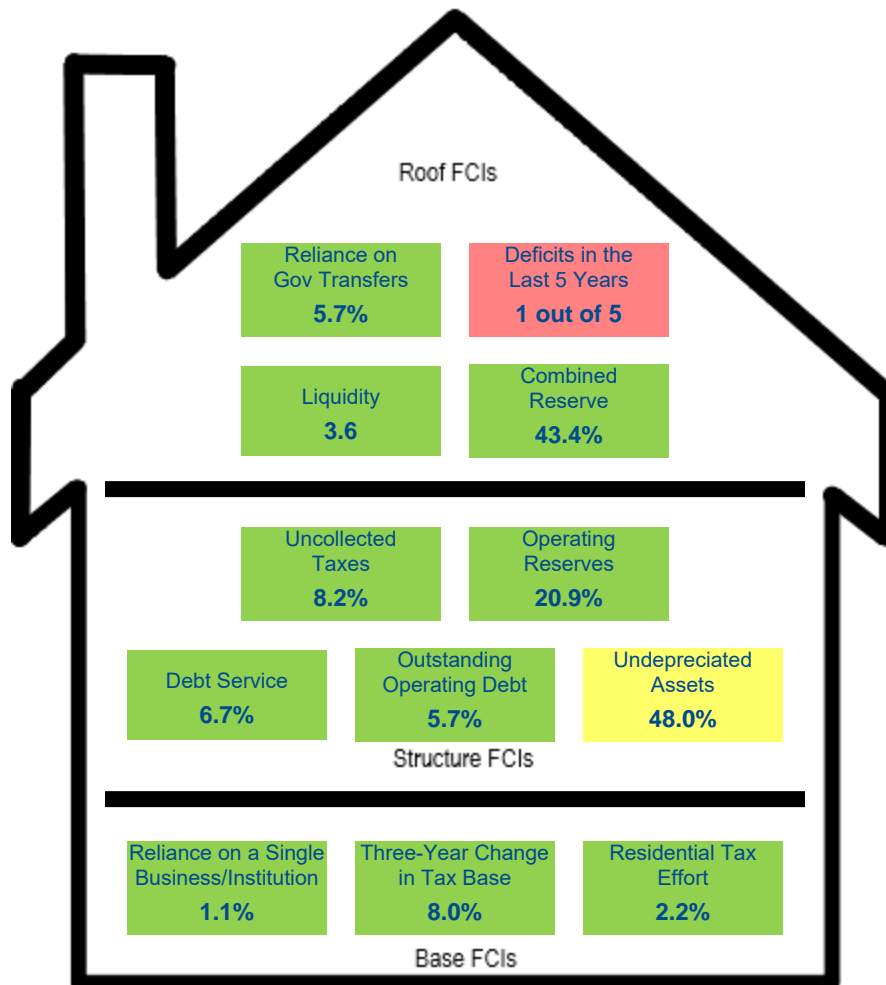 Roof FCIs
Reliance on
Gov Transfers
5.7%
Deficits in the
Last 5 Years
1 out of 5
Liquidity
3.6
Combined
Reserve
43.4%
Uncollected
Taxes
8.2%
Operating
Reserves
20.9%
Debt Service
6.7%
Outstanding
Operating Debt
5.7%
Undepreciated
Assets
48.0%
Structure FCIs
Reliance on a Single
Business/Institution
1.1%
Three-Year Change
in Tax Base
8.0%
Residential Tax
Effort
2.2%
Base FCIs